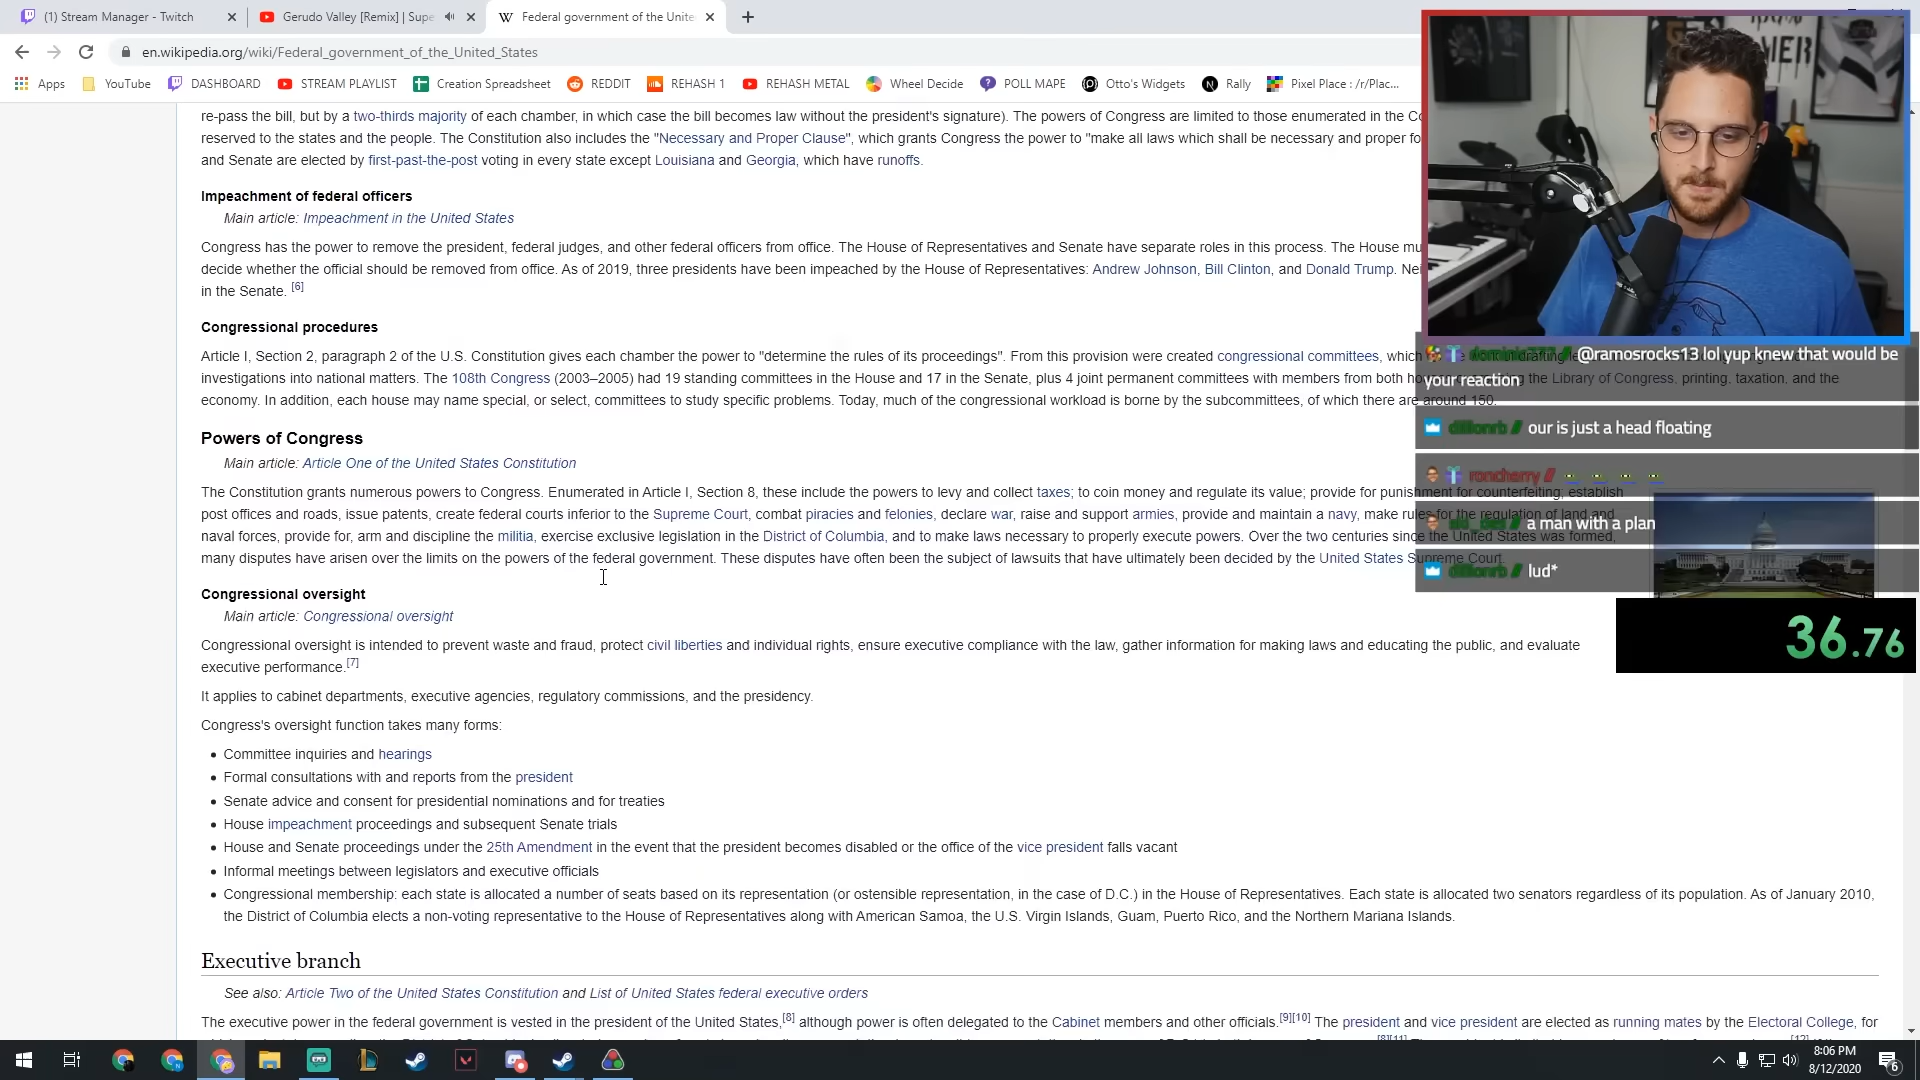 (1) Stream Manager - Twitch
Gerudo Valley [Remix] | Supe
Federal government of the Unite
en.wikipedia.org/wiki/Federal_government_of_the_United_States
Apps YouTube DASHBOARD STREAM PLAYLIST Creation Spreadsheet REDDIT REHASH 1 REHASH METAL Wheel Decide POLL MAPE Otto's Widgets Rally Pixel Place : /r/Plac...
re-pass the bill, but by a two-thirds majority of each chamber, in which case the bill becomes law without the president's signature). The powers of Congress are limited to those enumerated in the Co
reserved to the states and the people. The Constitution also includes the "Necessary and Proper Clause", which grants Congress the power to "make all laws which shall be necessary and proper fo
and Senate are elected by first-past-the-post voting in every state except Louisiana and Georgia, which have runoffs.
Impeachment of federal officers
Main article: Impeachment in the United States
Congress has the power to remove the president, federal judges, and other federal officers from office. The House of Representatives and Senate have separate roles in this process. The House mu
decide whether the official should be removed from office. As of 2019, three presidents have been impeached by the House of Representatives: Andrew Johnson, Bill Clinton, and Donald Trump. Nei
in the Senate. [6]
Congressional procedures
Article I, Section 2, paragraph 2 of the U.S. Constitution gives each chamber the power to "determine the rules of its proceedings". From this provision were created congressional committees, which
investigations into national matters. The 108th Congress (2003–2005) had 19 standing committees in the House and 17 in the Senate, plus 4 joint permanent committees with members from both the Library of Congress, printing, taxation, and the
economy. In addition, each house may name special, or select, committees to study specific problems. Today, much of the congressional workload is borne by the subcommittees, of which there are around 150.
Powers of Congress
Main article: Article One of the United States Constitution
The Constitution grants numerous powers to Congress. Enumerated in Article I, Section 8, these include the powers to levy and collect taxes; to coin money and regulate its value; provide for punishment for counterfeiting; establish
post offices and roads, issue patents, create federal courts inferior to the Supreme Court, combat piracies and felonies, declare war, raise and support armies, provide and maintain a navy, make rules for the regulation of land and
naval forces, provide for, arm and discipline the militia, exercise exclusive legislation in the District of Columbia, and to make laws necessary to properly execute powers. Over the two centuries since the United States was formed,
many disputes have arisen over the limits on the powers of the federal government. These disputes have often been the subject of lawsuits that have ultimately been decided by the United States Supreme Court.
Congressional oversight
Main article: Congressional oversight
Congressional oversight is intended to prevent waste and fraud, protect civil liberties and individual rights, ensure executive compliance with the law, gather information for making laws and educating the public, and evaluate
executive performance.[7]
It applies to cabinet departments, executive agencies, regulatory commissions, and the presidency.
Congress's oversight function takes many forms:
• Committee inquiries and hearings
• Formal consultations with and reports from the president
• Senate advice and consent for presidential nominations and for treaties
• House impeachment proceedings and subsequent Senate trials
• House and Senate proceedings under the 25th Amendment in the event that the president becomes disabled or the office of the vice president falls vacant
• Informal meetings between legislators and executive officials
• Congressional membership: each state is allocated a number of seats based on its representation (or ostensible representation, in the case of D.C.) in the House of Representatives. Each state is allocated two senators regardless of its population. As of January 2010,
the District of Columbia elects a non-voting representative to the House of Representatives along with American Samoa, the U.S. Virgin Islands, Guam, Puerto Rico, and the Northern Mariana Islands.
Executive branch
See also: Article Two of the United States Constitution and List of United States federal executive orders
The executive power in the federal government is vested in the president of the United States,[8] although power is often delegated to the Cabinet members and other officials.[9][10] The president and vice president are elected as running mates by the Electoral College, for
@ramosrocks13 lol yup knew that would be
your reaction
dillionrb // our is just a head floating
roncherry //
a man with a plan
dillionrb // lud*
36.76
8:06 PM
8/12/2020
6